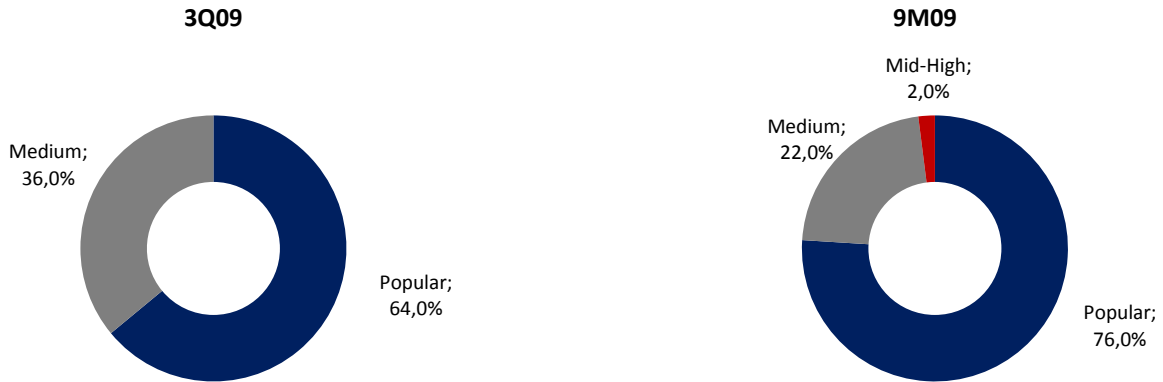 3Q09
Medium;
36,0%
Popular;
64,0%
9M09
Mid-High;
2,0%
Medium;
22,0%
Popular;
76,0%